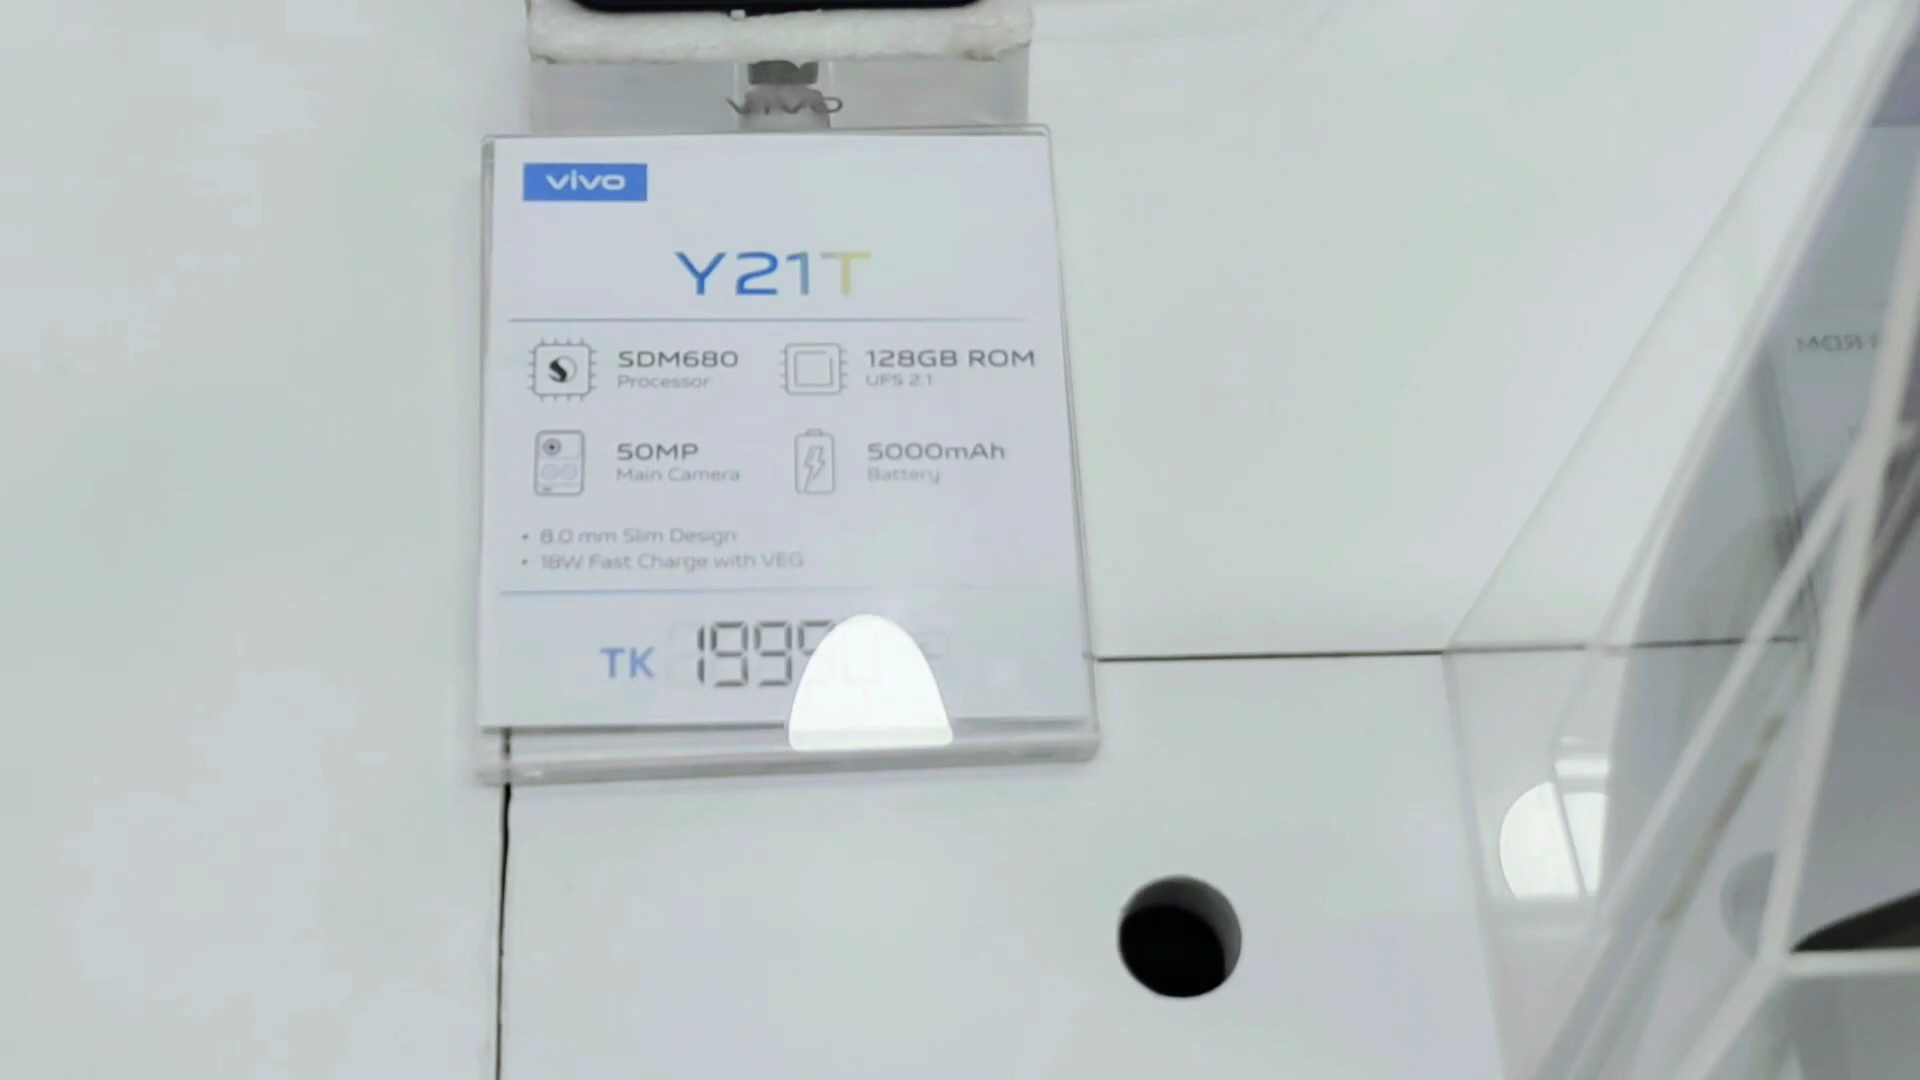 vivo
vivo
Y21T
SDM680
Processor
128GB ROM
UFS 2.1
50MP
Main Camera
5000mAh
Battery
• 8.0 mm Slim Design
• 18W Fast Charge with VEG
TK 199